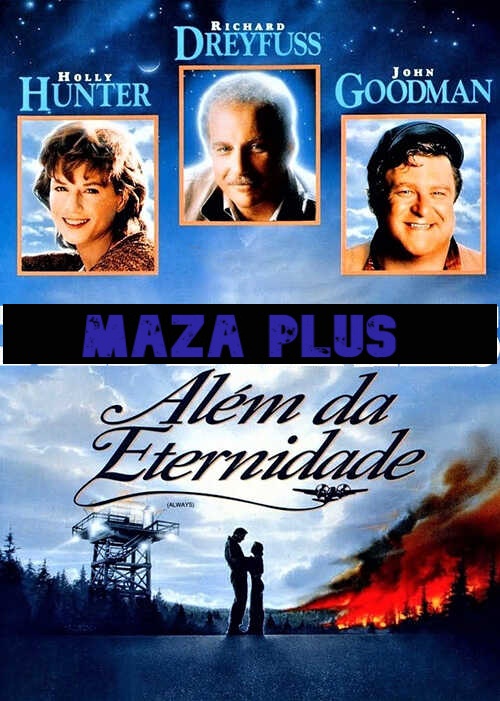 RICHARD
DREYFUSS
HOLLY
HUNTER
JOHN
GOODMAN
MAZA PLUS
Além da
Eternidade
(ALWAYS)